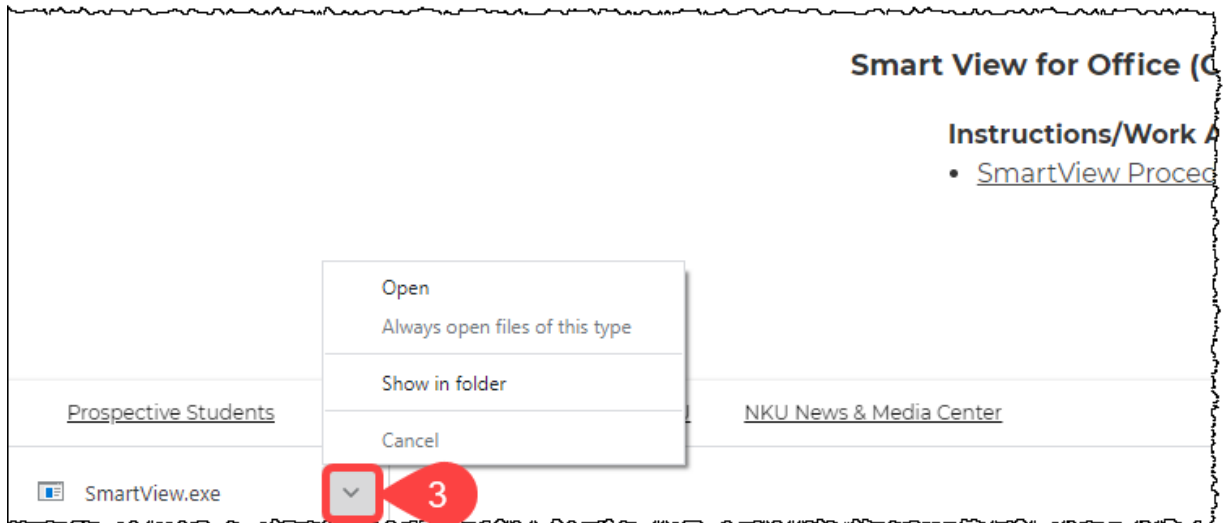 Smart View for Office (
Instructions/Work
• SmartView Proced
Open
Always open files of this type
Show in folder
Cancel
Prospective Students
NKU News & Media Center
SmartView.exe
3